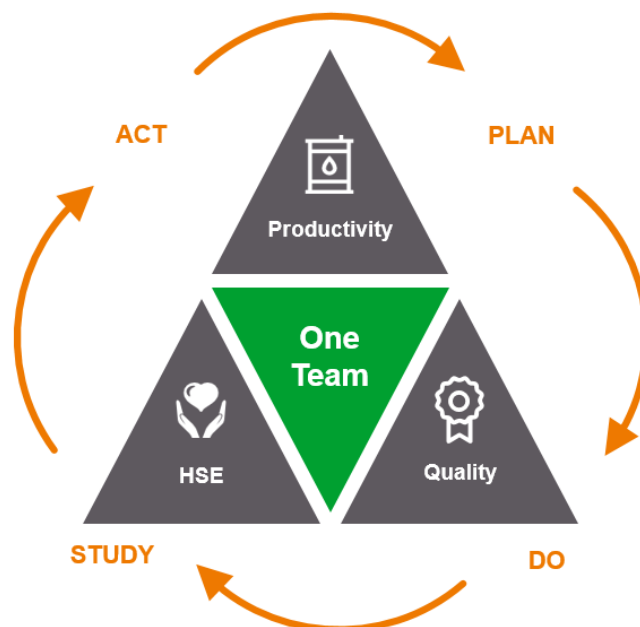 ACT
PLAN
Productivity
One
Team
HSE
Quality
STUDY
DO